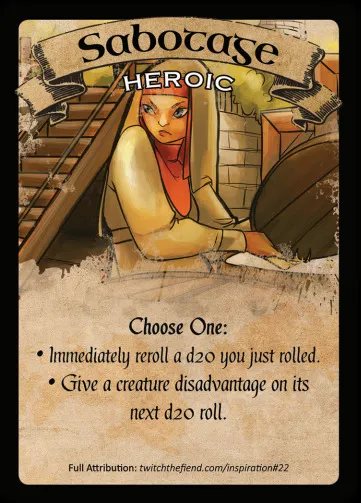 Sabotage
HEROIC
Choose One:
• Immediately reroll a d20 you just rolled.
• Give a creature disadvantage on its
next d20 roll.
Full Attribution: twitchthefiend.com/inspiration#22